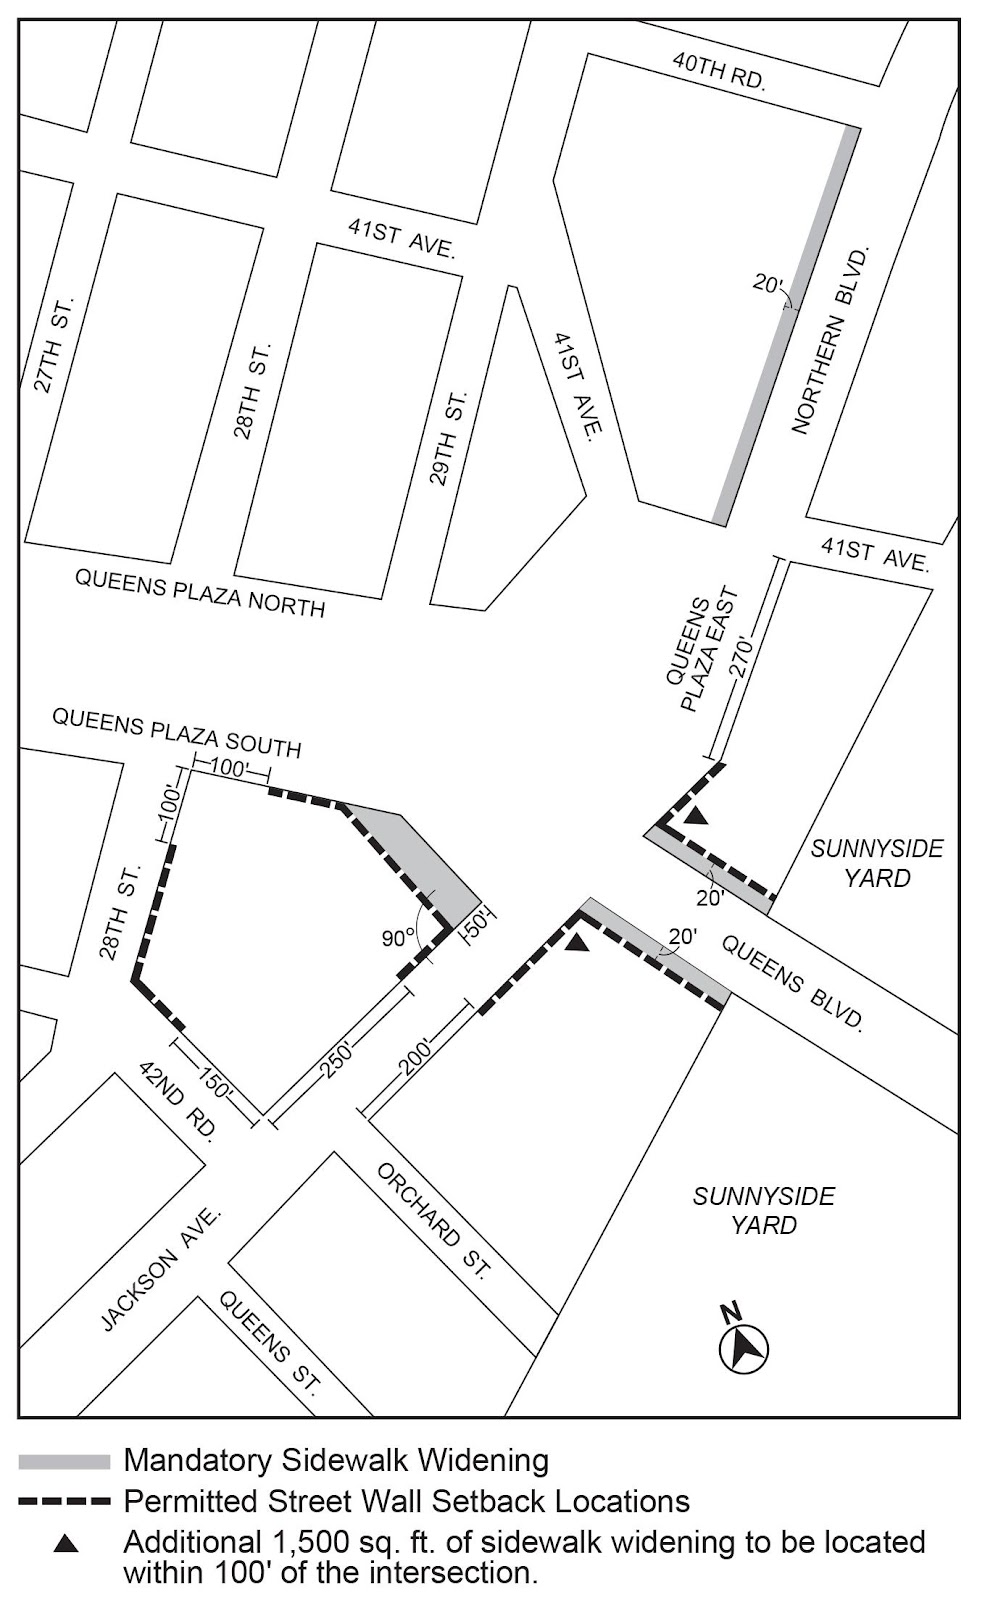 40TH RD.
41ST AVE.
20'
NORTHERN BLVD.
27TH ST.
28TH ST.
29TH ST.
41ST AVE.
41ST AVE.
QUEENS PLAZA NORTH
QUEENS
PLAZA EAST
270'
QUEENS PLAZA SOUTH
100'
100'
28TH ST.
90°
50'
20'
SUNNYSIDE
YARD
20'
QUEENS BLVD.
250'
200'
150'
42ND RD.
ORCHARD ST.
SUNNYSIDE
YARD
JACKSON AVE.
QUEENS ST.
N
Mandatory Sidewalk Widening
Permitted Street Wall Setback Locations
Additional 1,500 sq. ft. of sidewalk widening to be located
within 100' of the intersection.